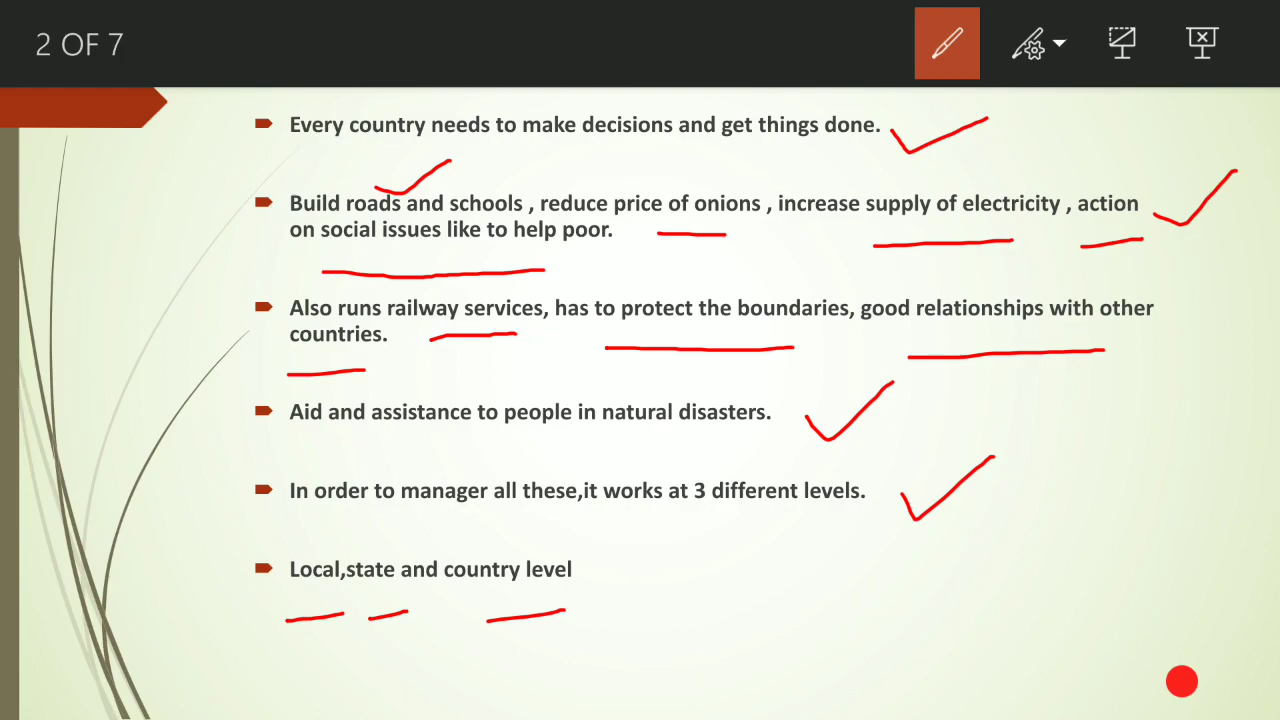 2 OF 7
Every country needs to make decisions and get things done.
Build roads and schools , reduce price of onions , increase supply of electricity , action
on social issues like to help poor.
Also runs railway services, has to protect the boundaries, good relationships with other
countries.
Aid and assistance to people in natural disasters.
In order to manager all these,it works at 3 different levels.
Local,state and country level